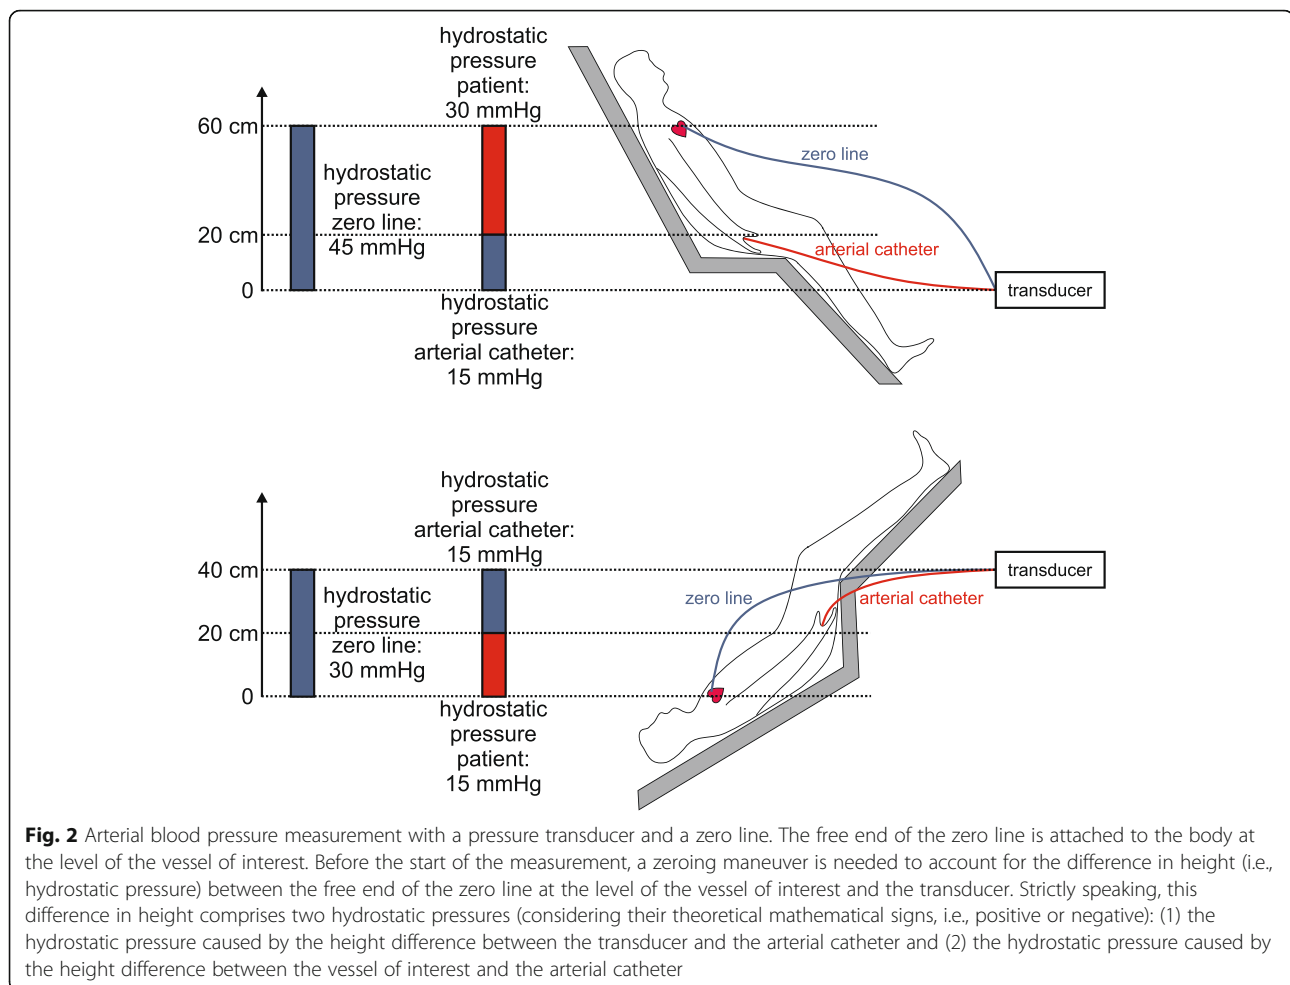 hydrostatic
pressure
patient:
30 mmHg
60 cm
zero line
hydrostatic
pressure
zero line:
45 mmHg
20 cm
arterial catheter
0
transducer
hydrostatic
pressure
arterial catheter:
15 mmHg
hydrostatic
pressure
arterial catheter:
15 mmHg
40 cm
transducer
zero line
arterial catheter
hydrostatic
pressure
zero line:
30 mmHg
20 cm
0
hydrostatic
pressure
patient:
15 mmHg
Fig. 2 Arterial blood pressure measurement with a pressure transducer and a zero line. The free end of the zero line is attached to the body at
the level of the vessel of interest. Before the start of the measurement, a zeroing maneuver is needed to account for the difference in height (i.e.,
hydrostatic pressure) between the free end of the zero line at the level of the vessel of interest and the transducer. Strictly speaking, this
difference in height comprises two hydrostatic pressures (considering their theoretical mathematical signs, i.e., positive or negative): (1) the
hydrostatic pressure caused by the height difference between the transducer and the arterial catheter and (2) the hydrostatic pressure caused by
the height difference between the vessel of interest and the arterial catheter